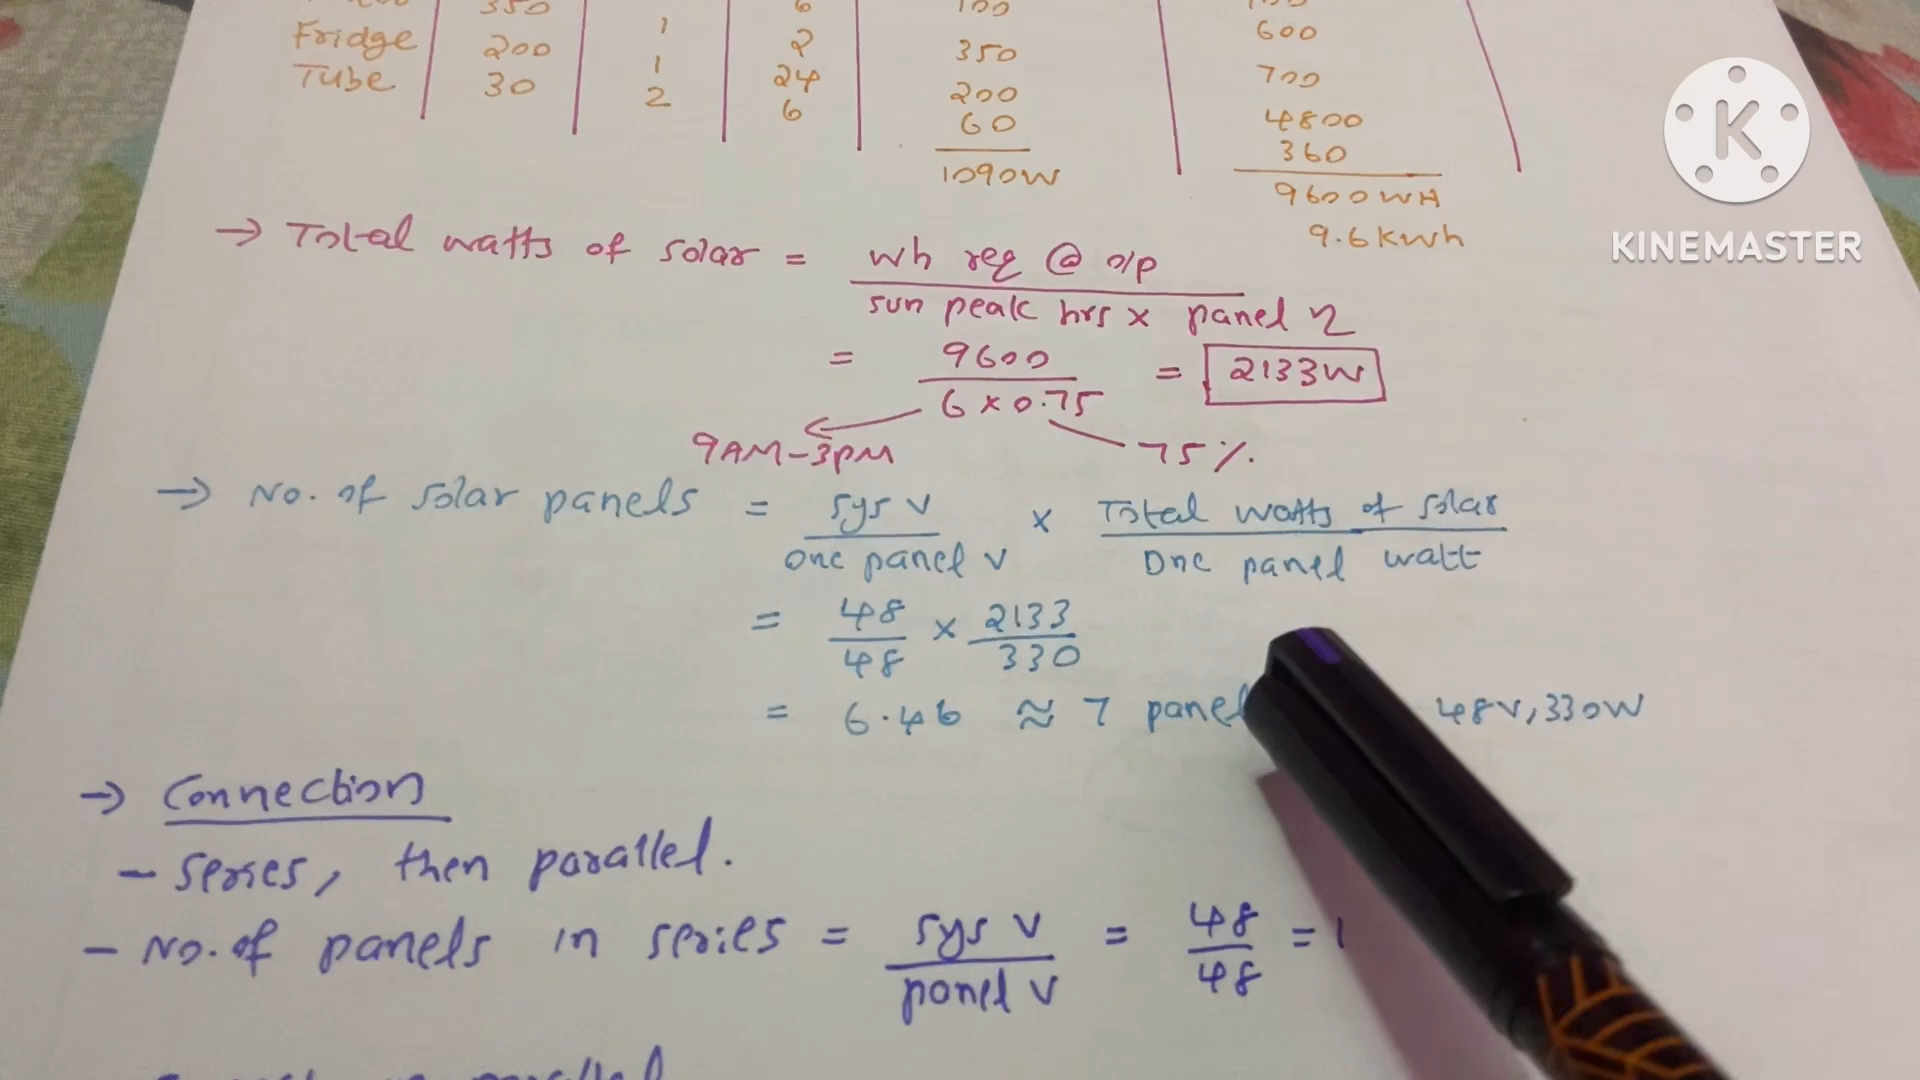 350 6 100
Fridge 200 1 2 350 600
Tube 30 1 24 200 700
2 6 60 4800
360
1090W 9600WH
9.6KWh
K
KINEMASTER
→ Total watts of solar = Wh req @ o/p
sun peak hrs x panel η
= 9600 = 2133W
6 x 0.75
9AM-3PM 75%.
→ No. of solar panels = sys V x Total watts of solar
One panel V One panel watt
= 48 x 2133
48 330
= 6.46 ≈ 7 panel 48V,330W
→ Connection
- series, then parallel.
- No. of panels in series = sys V = 48 = 1
panel V 48
parallel